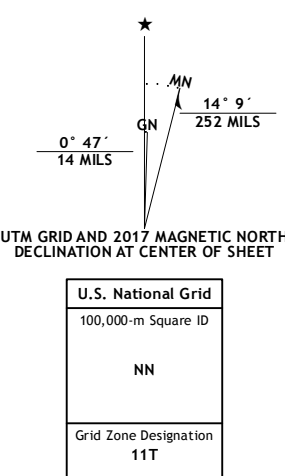 ★
MN
GN
14° 9´
252 MILS
0° 47´
14 MILS
UTM GRID AND 2017 MAGNETIC NORTH
DECLINATION AT CENTER OF SHEET
U.S. National Grid
100,000-m Square ID
NN
Grid Zone Designation
11T